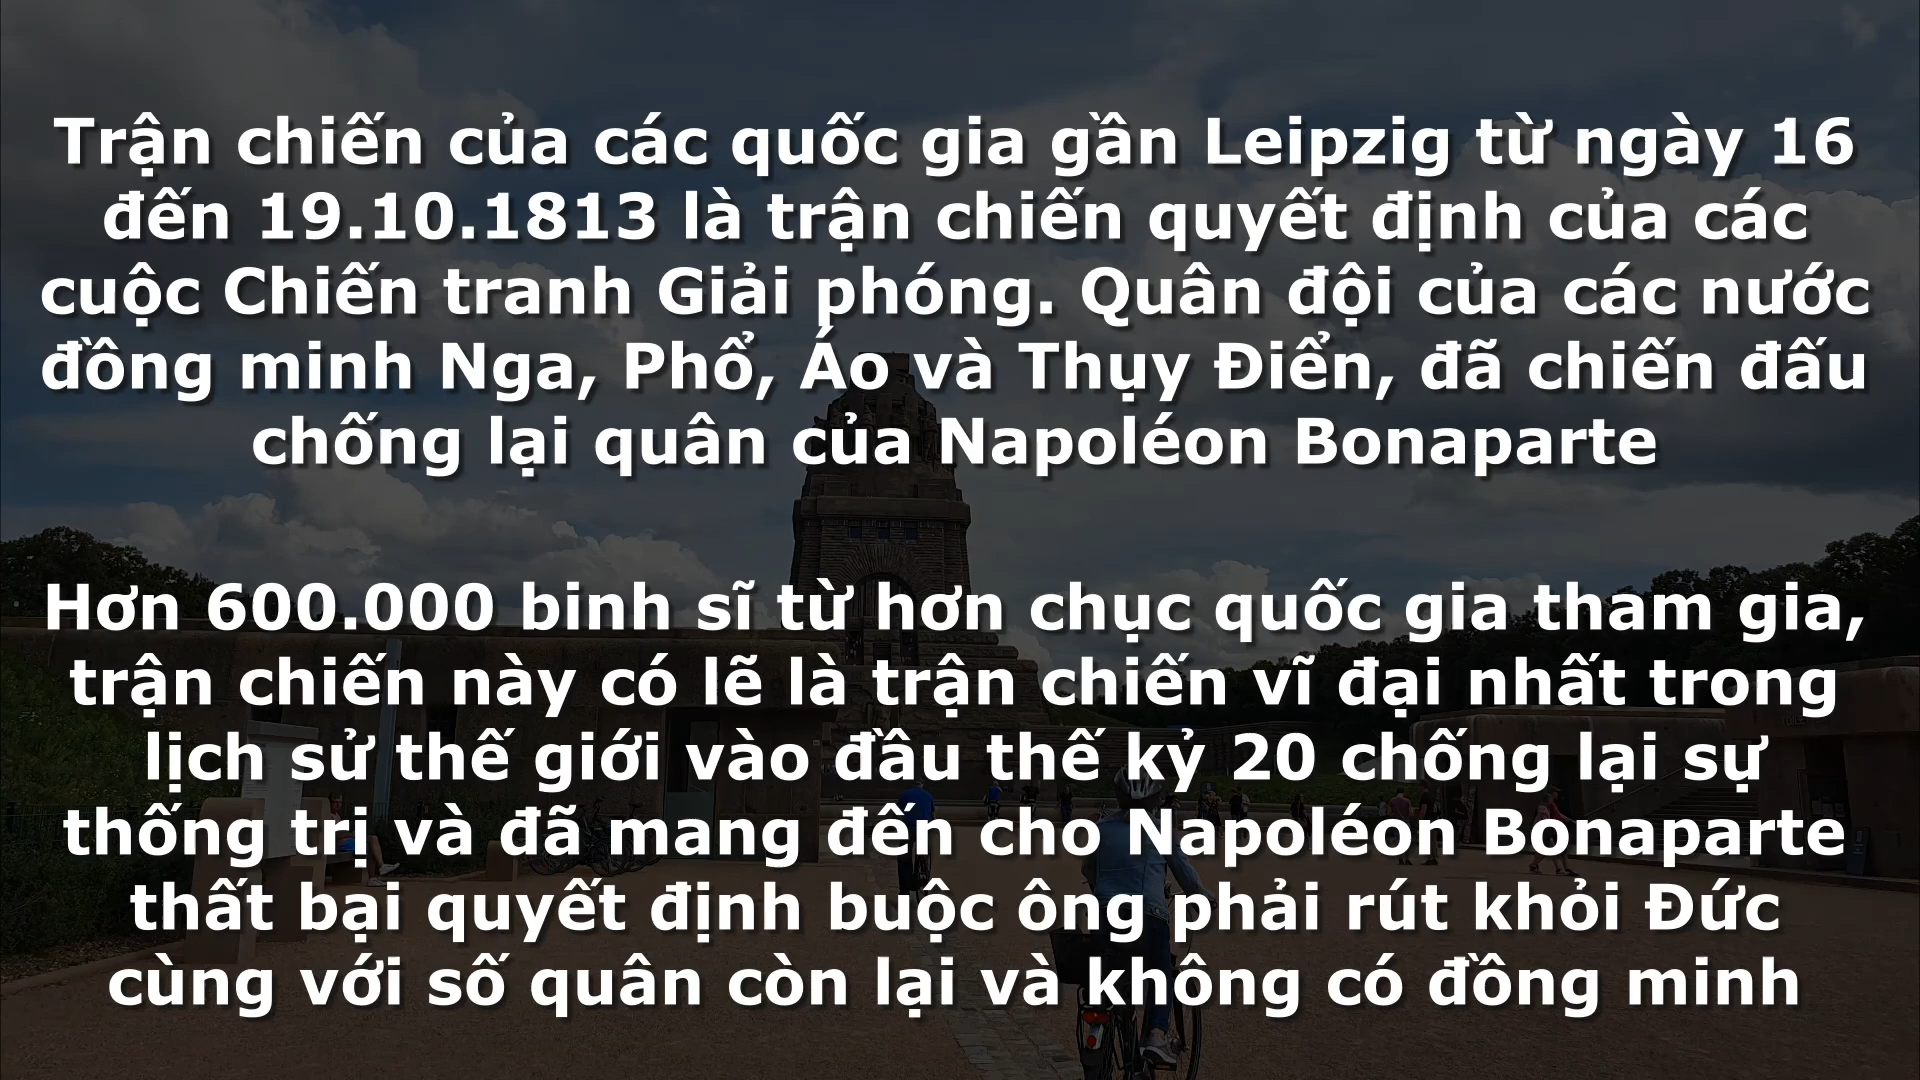 Trận chiến của các quốc gia gần Leipzig từ ngày 16
đến 19.10.1813 là trận chiến quyết định của các
cuộc Chiến tranh Giải phóng. Quân đội của các nước
đồng minh Nga, Phổ, Áo và Thụy Điển, đã chiến đấu
chống lại quân của Napoléon Bonaparte
Hơn 600.000 binh sĩ từ hơn chục quốc gia tham gia,
trận chiến này có lẽ là trận chiến vĩ đại nhất trong
lịch sử thế giới vào đầu thế kỷ 20 chống lại sự
thống trị và đã mang đến cho Napoléon Bonaparte
thất bại quyết định buộc ông phải rút khỏi Đức
cùng với số quân còn lại và không có đồng minh